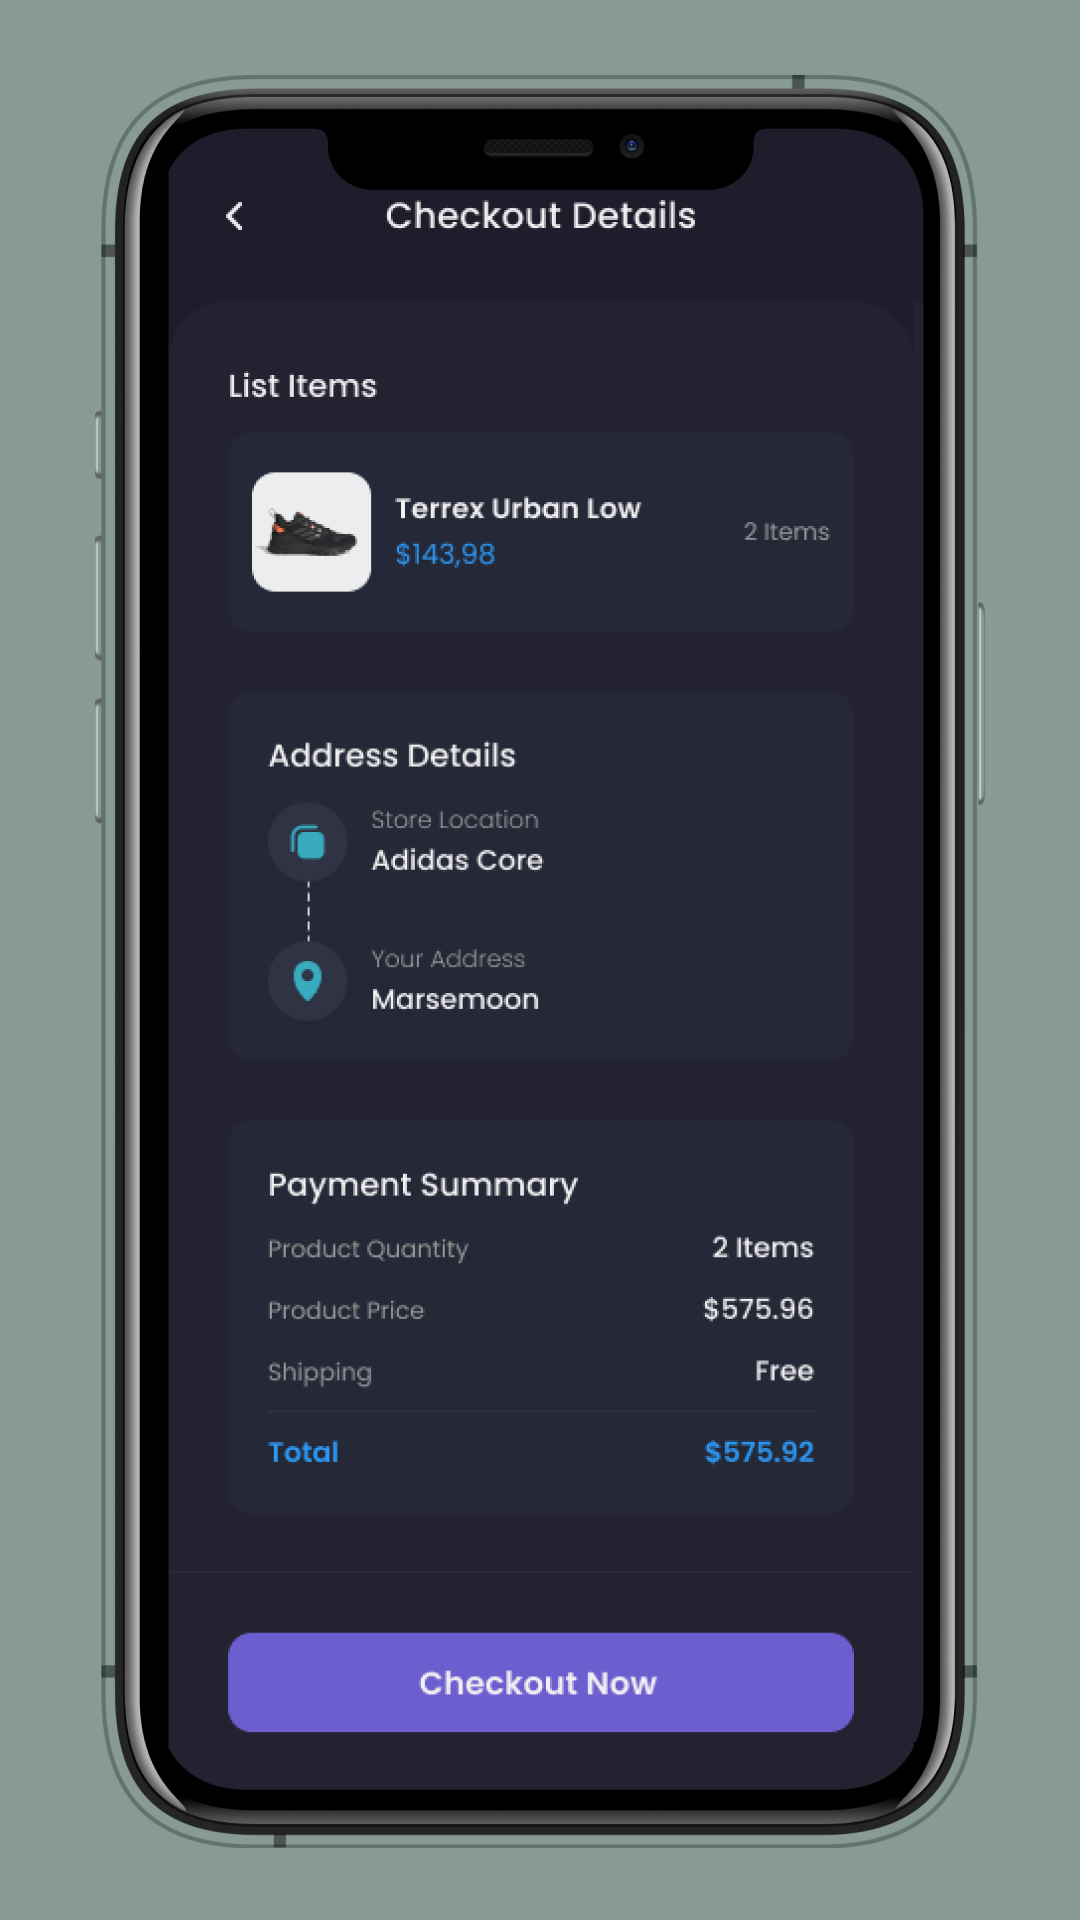 Checkout Details
List Items
Terrex Urban Low
$143,98
2 Items
Address Details
Store Location
Adidas Core
Your Address
Marsemoon
Payment Summary
Product Quantity
2 Items
Product Price
$575.96
Shipping
Free
Total
$575.92
Checkout Now